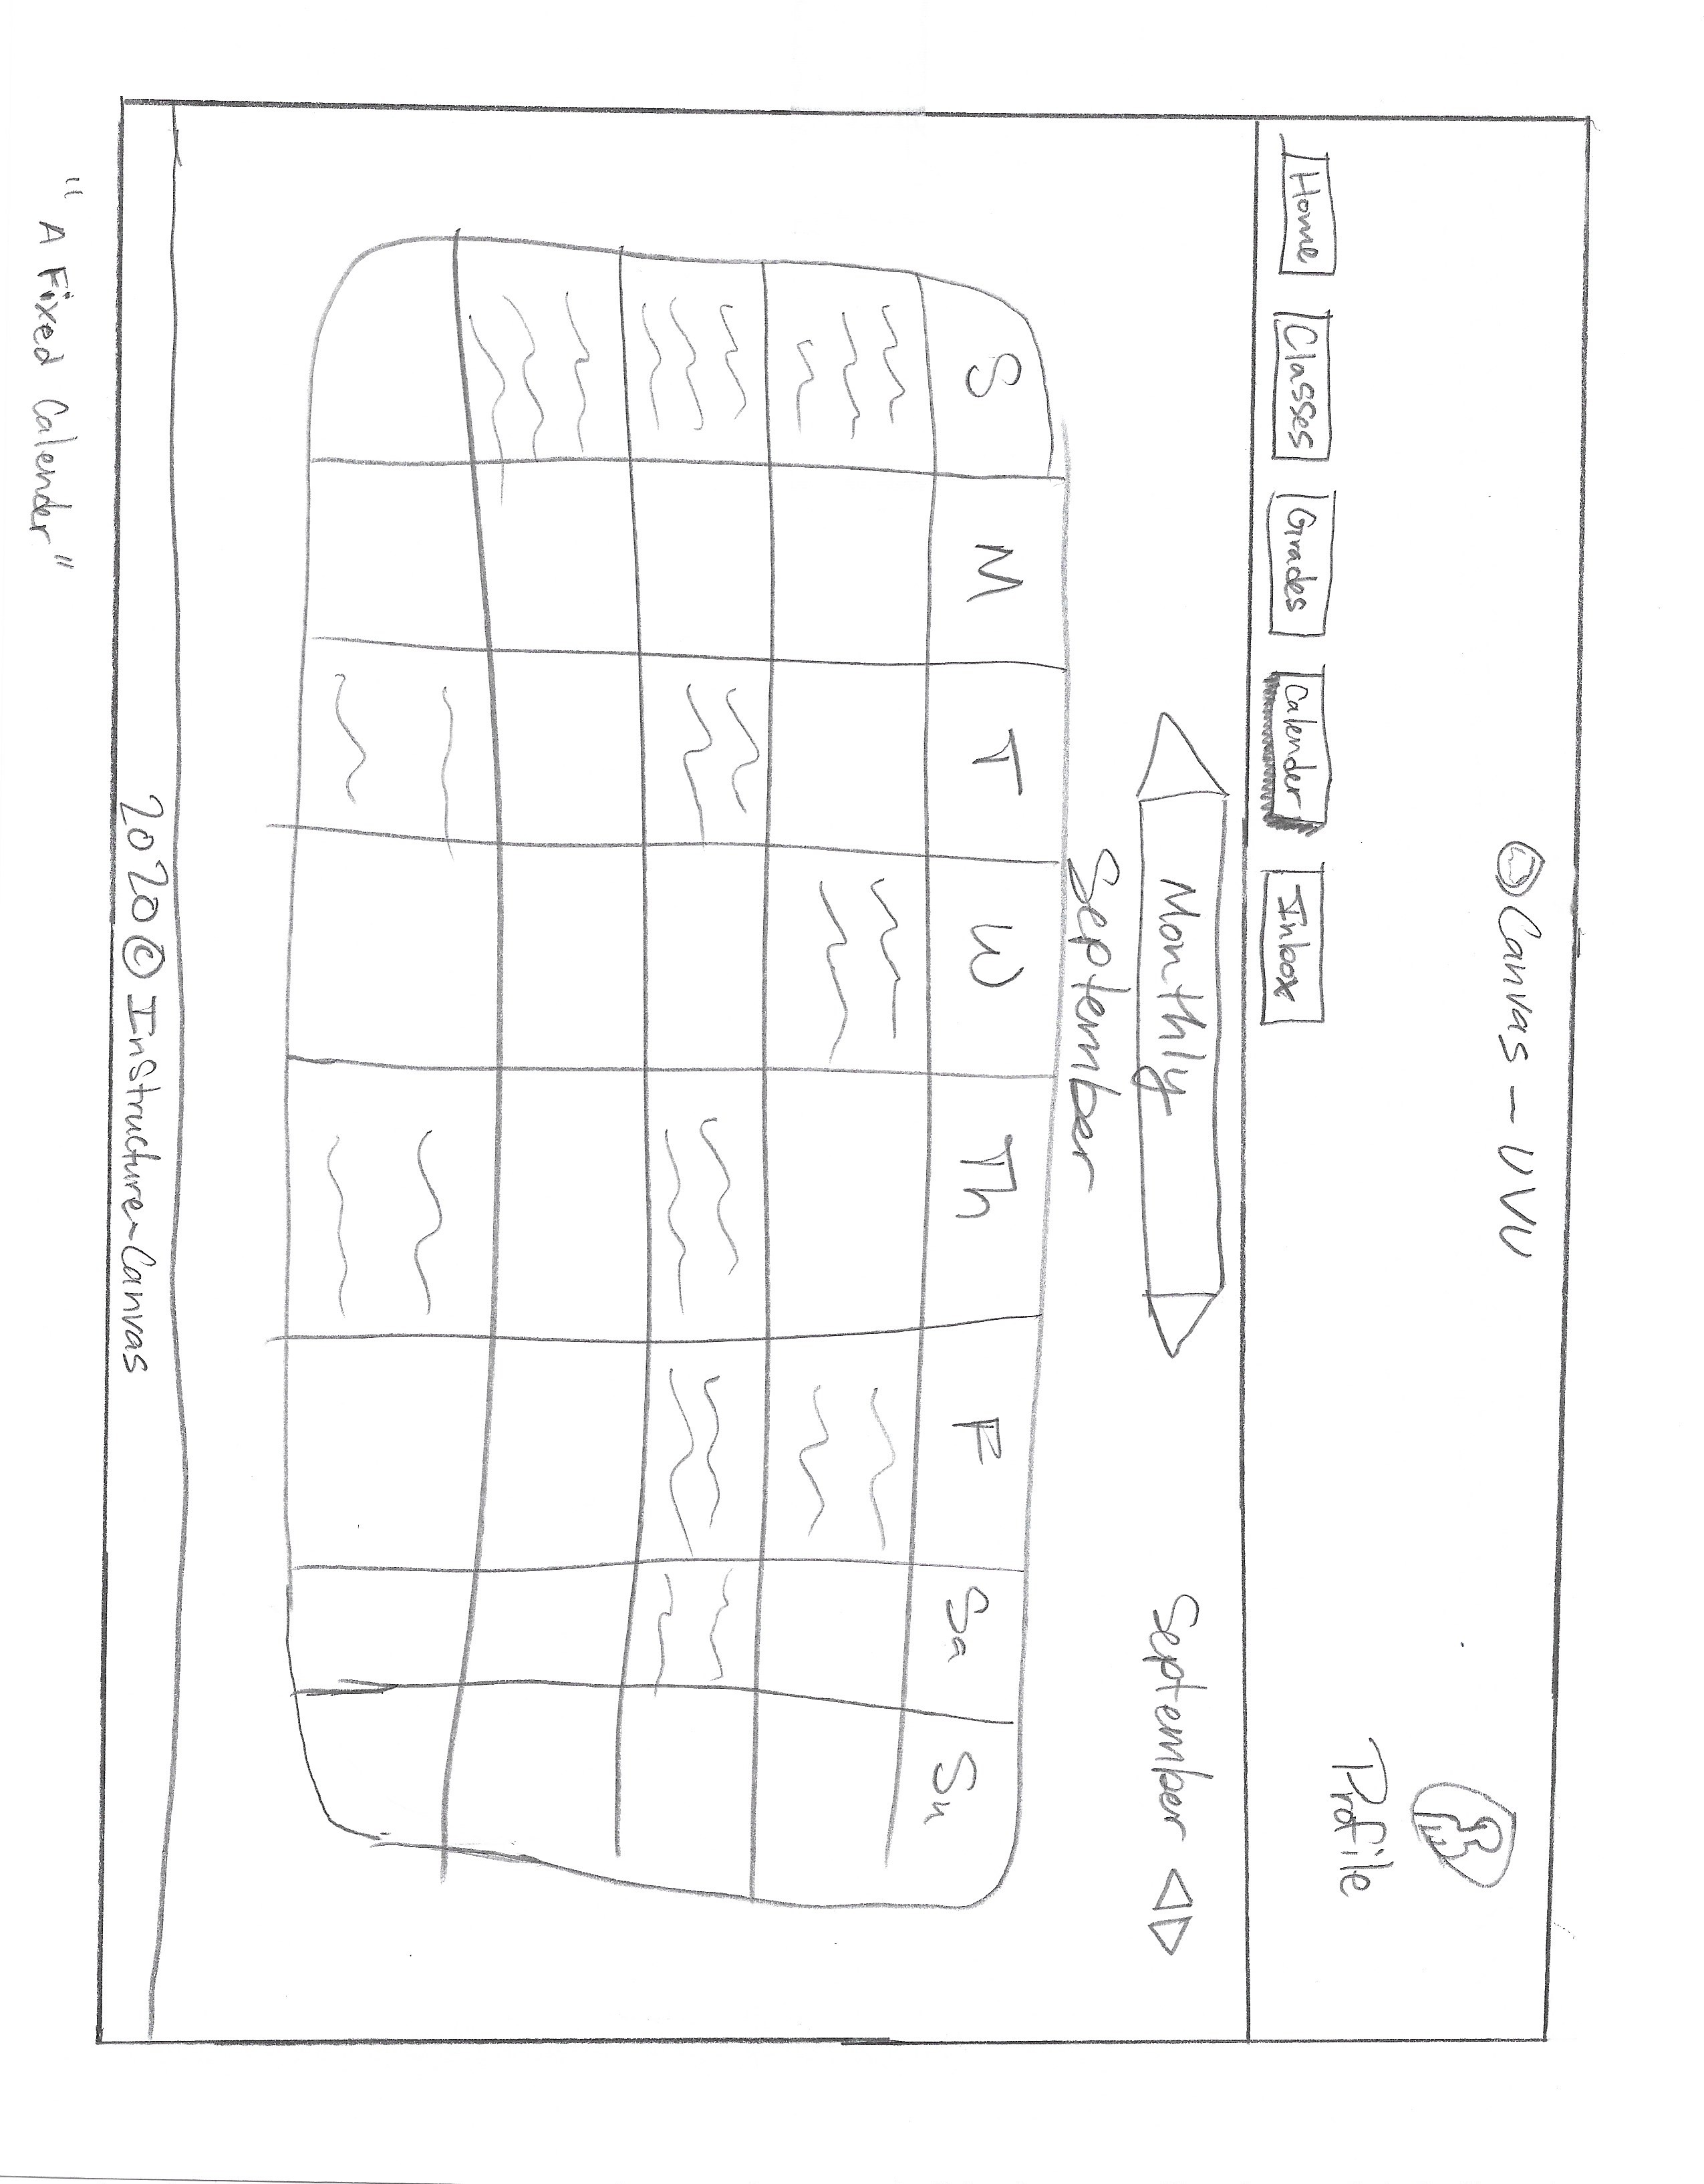 Canvas - UVU
Profile
Home Classes Grades Calender Inbox
Monthly
September
September
S M T W Th F Sa Su
2020 © InStructure-Canvas
"A Fixed Calender"